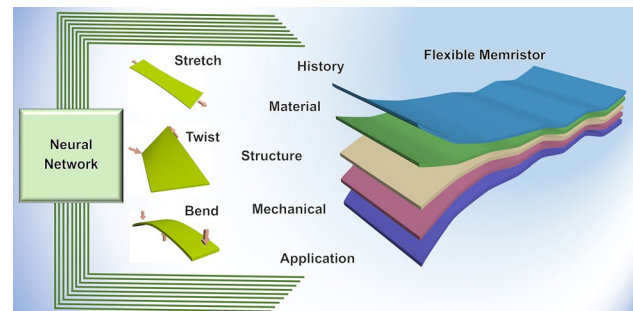 Neural
Network
Stretch
Twist
Bend
History
Material
Structure
Mechanical
Application
Flexible Memristor